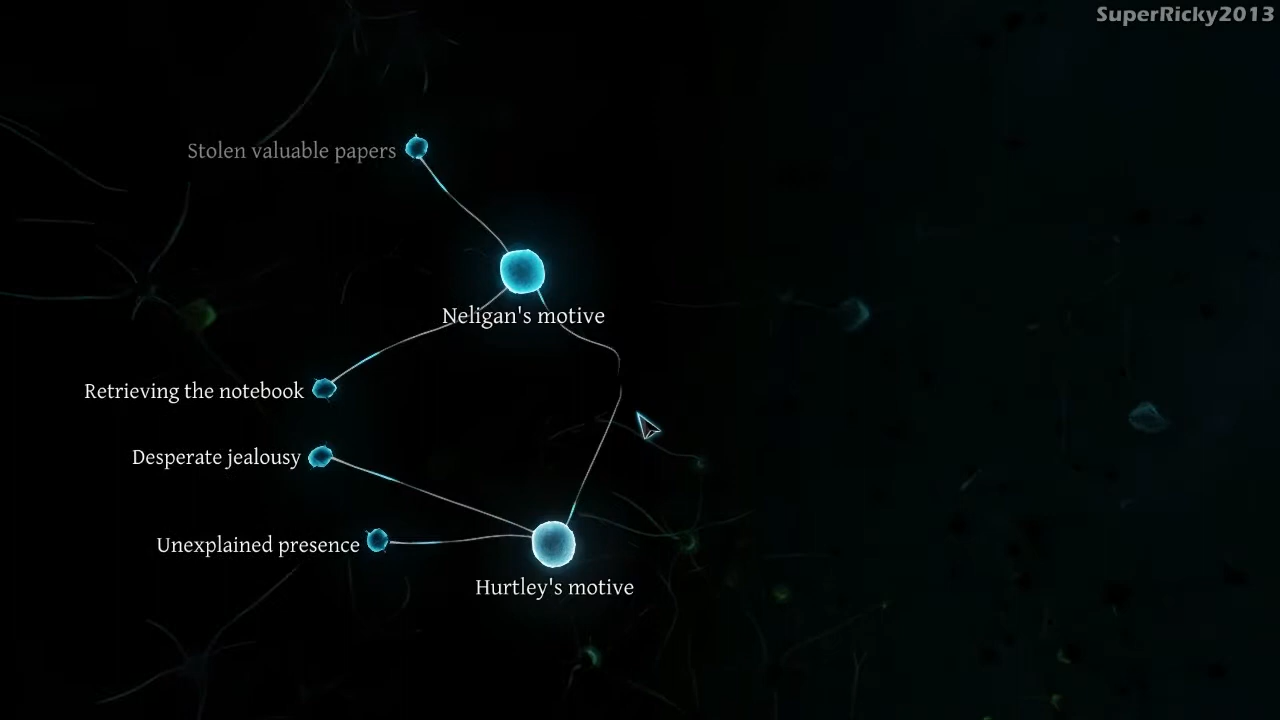 SuperRicky2013
Stolen valuable papers
Neligan's motive
Retrieving the notebook
Desperate jealousy
Unexplained presence
Hurtley's motive